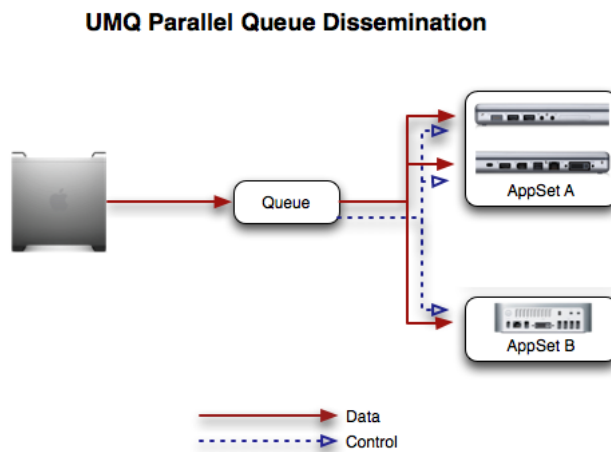 UMQ Parallel Queue Dissemination
Queue
AppSet A
AppSet B
Data
Control